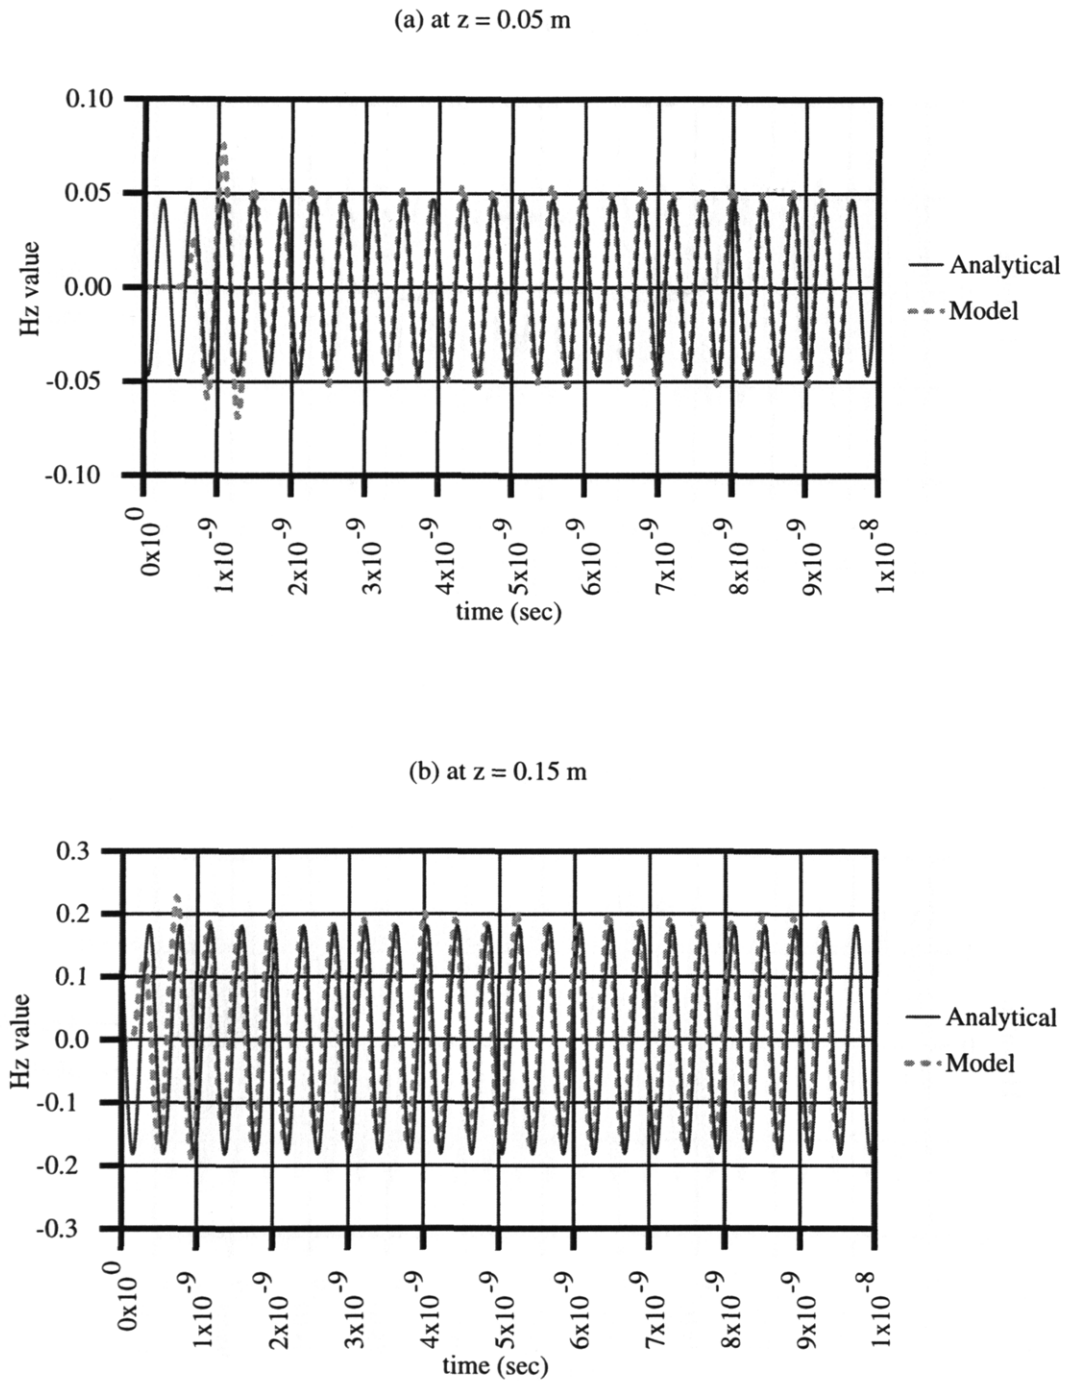 (a) at z = 0.05 m
0.10
0.05
0.00
-0.05
-0.10
Hz value
Analytical
Model
0x10^0
1x10^-9
2x10^-9
3x10^-9
4x10^-9
5x10^-9
6x10^-9
7x10^-9
8x10^-9
9x10^-9
1x10^-8
time (sec)
(b) at z = 0.15 m
0.3
0.2
0.1
0.0
-0.1
-0.2
-0.3
Hz value
Analytical
Model
0x10^0
1x10^-9
2x10^-9
3x10^-9
4x10^-9
5x10^-9
6x10^-9
7x10^-9
8x10^-9
9x10^-9
1x10^-8
time (sec)